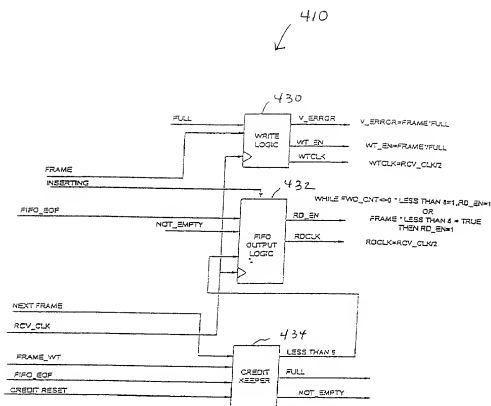 410
430
FULL
WRITE LOGIC
V_ERROR
V_ERROR=FRAME*FULL
WT_EN
WT_EN=FRAME*FULL
WTCLK
WTCLK=RCV_CLK/2
FRAME
INSERTING
432
WHILE FWD_CNT<>0 * LESS THAN 5=1, RD_EN=1
OR
FRAME * LESS THAN 5 = TRUE
THEN RD_EN=1
FIFO_EOF
NOT_EMPTY
FIFO OUTPUT LOGIC
RD_EN
RDCLK
RDCLK=RCV_CLK/2
NEXT FRAME
RCV_CLK
434
FRAME_WT
FIFO_EOF
CREDIT RESET
CREDIT KEEPER
LESS THAN 5
FULL
NOT_EMPTY